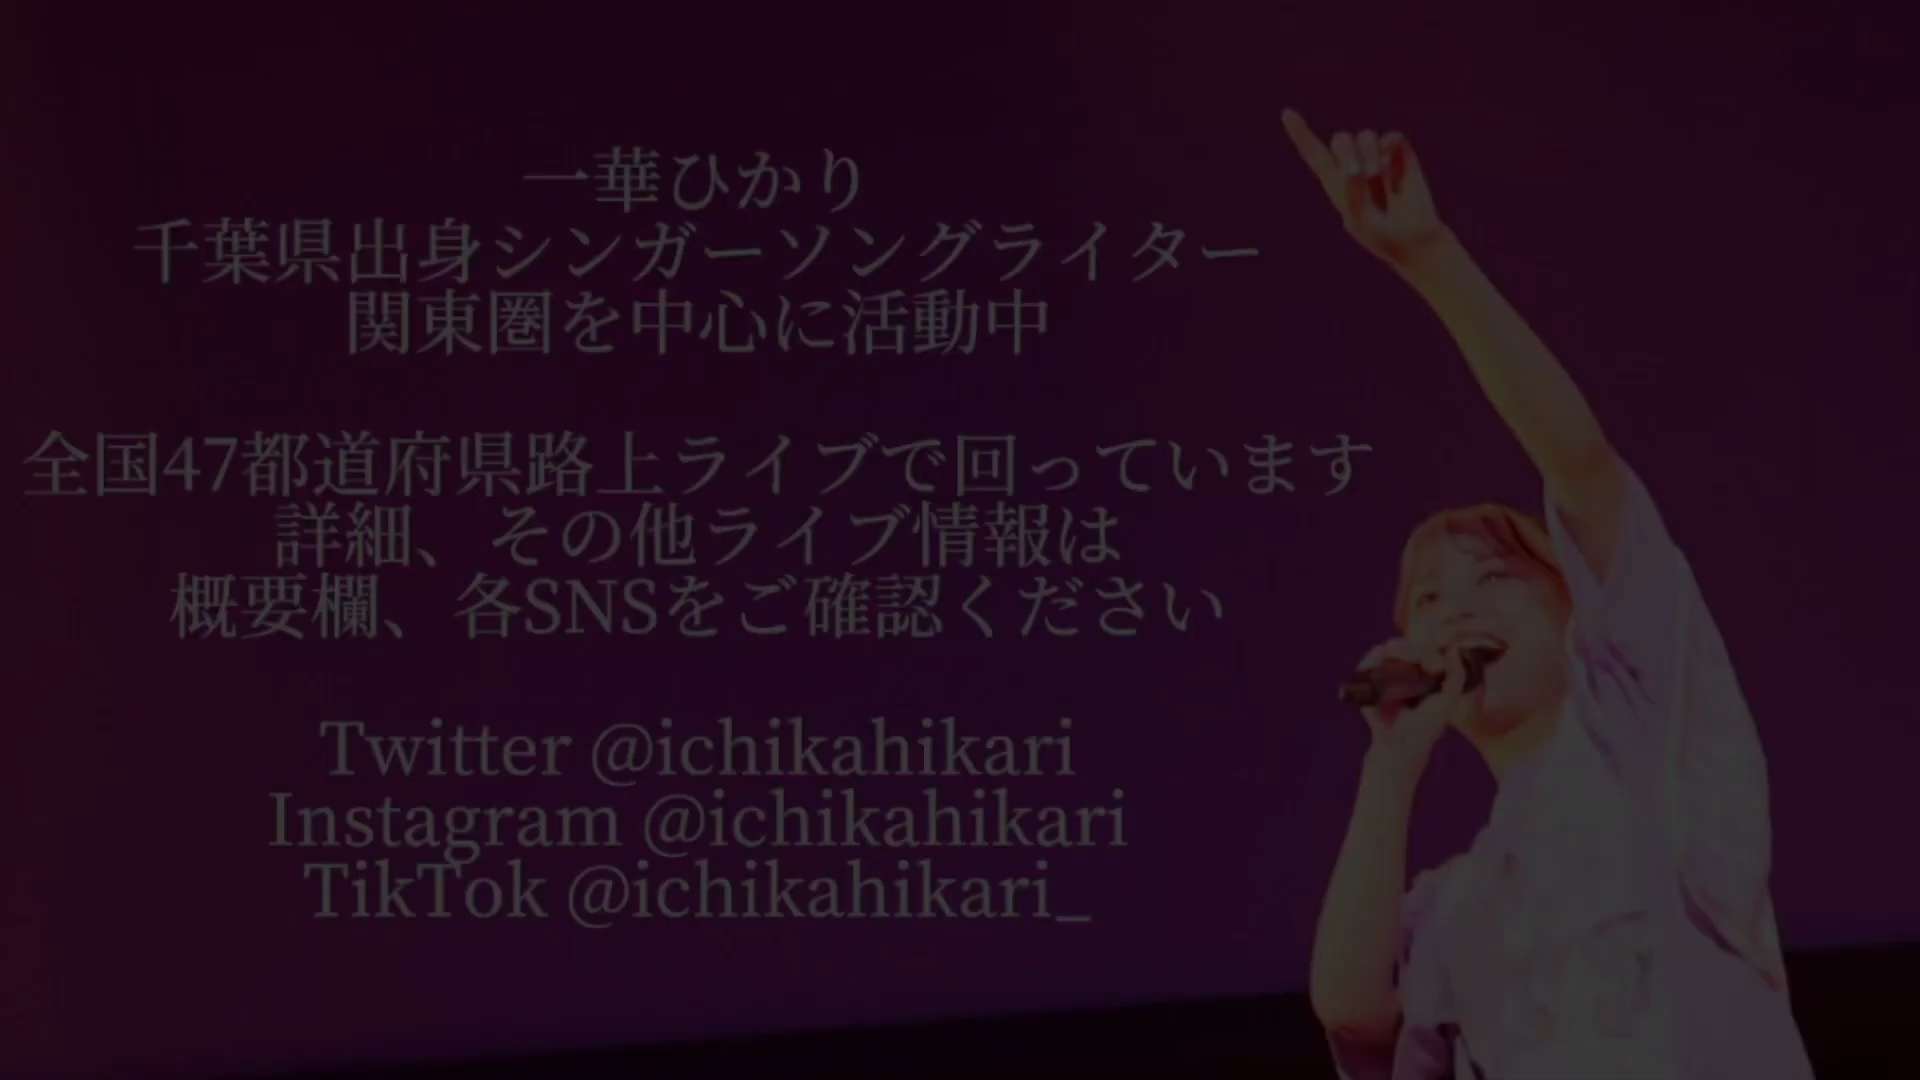 一華ひかり
千葉県出身シンガーソングライター
関東圏を中心に活動中
全国47都道府県路上ライブで回っています
詳細、その他ライブ情報は
概要欄、各SNSをご確認ください
Twitter @ichikahikari
Instagram @ichikahikari
TikTok @ichikahikari_